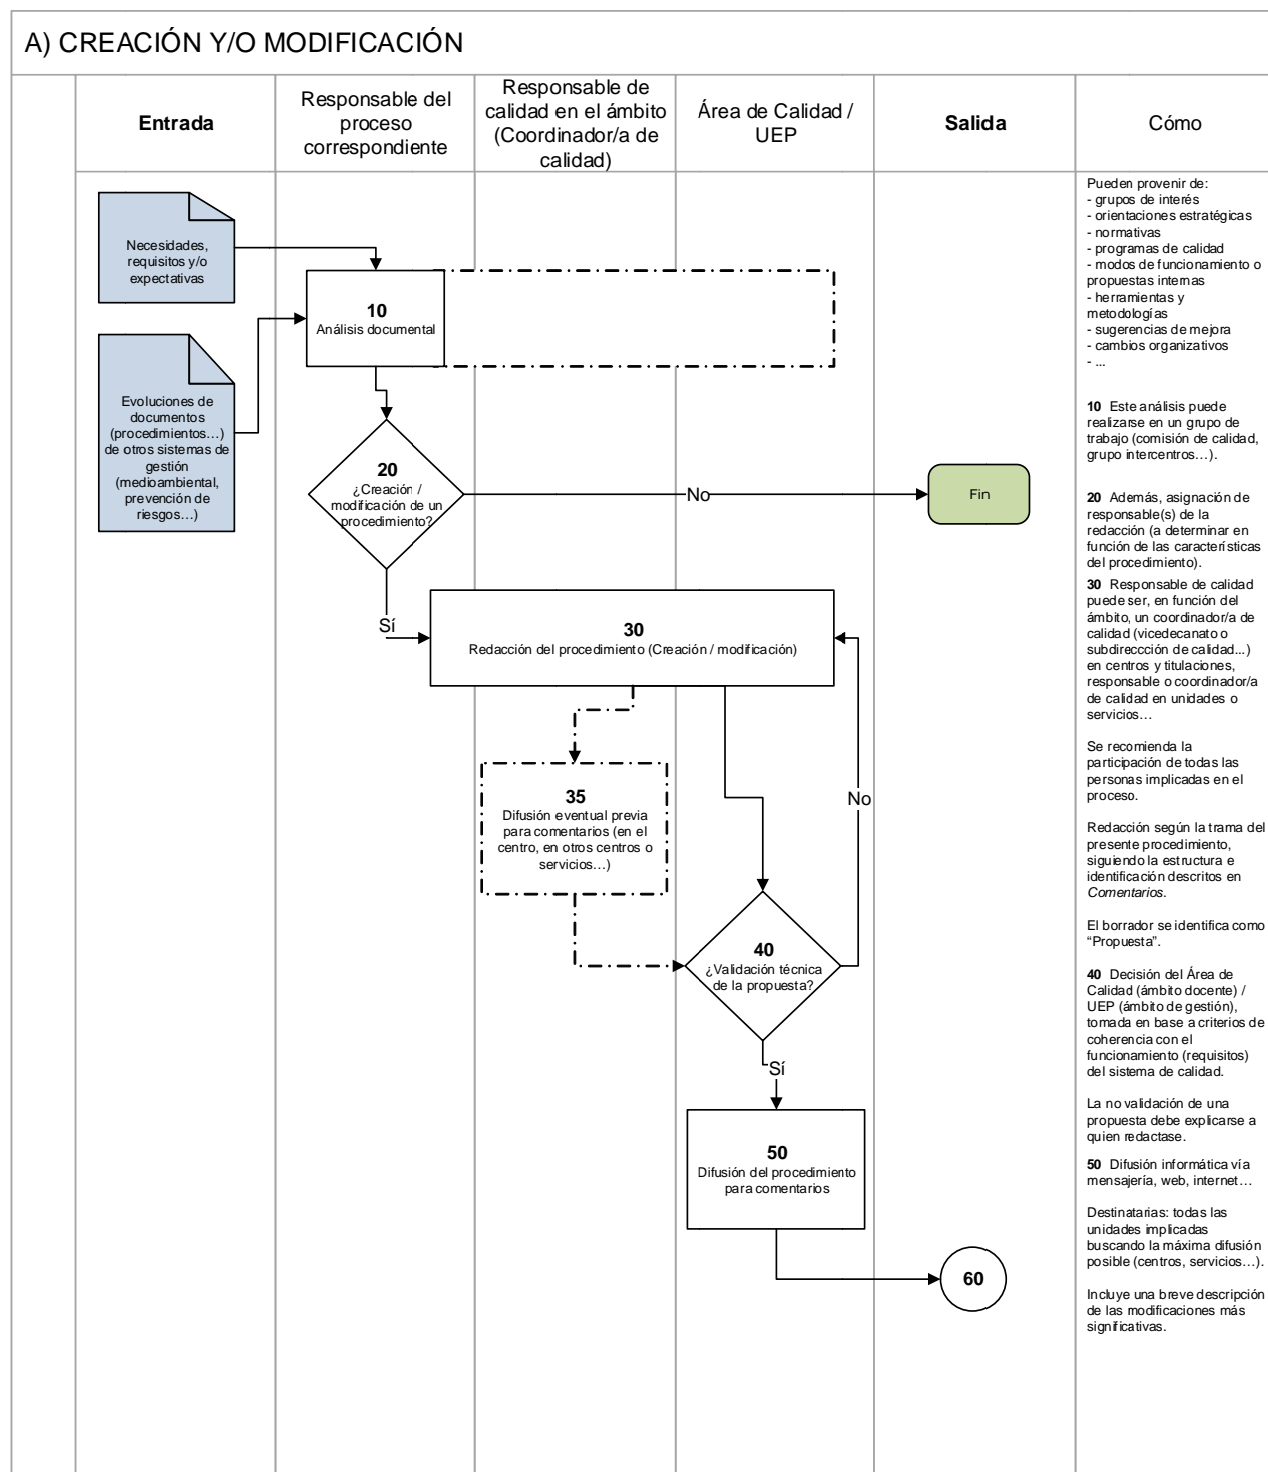 A) CREACIÓN Y/O MODIFICACIÓN
Entrada
Responsable del
proceso
correspondiente
Responsable de
calidad en el ámbito
(Coordinador/a de
calidad)
Área de Calidad /
UEP
Salida
Cómo
Necesidades,
requisitos y/o
expectativas
Evoluciones de
documentos
(procedimientos…)
de otros sistemas de
gestión
(medioambiental,
prevención de
riesgos…)
10
Análisis documental
20
¿Creación /
modificación de un
procedimiento?
No
Fin
Sí
30
Redacción del procedimiento (Creación / modificación)
35
Difusión eventual previa
para comentarios (en el
centro, en otros centros o
servicios…)
No
40
¿Validación técnica
de la propuesta?
Sí
50
Difusión del procedimiento
para comentarios
60
Pueden provenir de:
- grupos de interés
- orientaciones estratégicas
- normativas
- programas de calidad
- modos de funcionamiento o
propuestas internas
- herramientas y
metodologías
- sugerencias de mejora
- cambios organizativos
- ...
10 Este análisis puede
realizarse en un grupo de
trabajo (comisión de calidad,
grupo intercentros…).
20 Además, asignación de
responsable(s) de la
redacción (a determinar en
función de las características
del procedimiento).
30 Responsable de calidad
puede ser, en función del
ámbito, un coordinador/a de
calidad (vicedecanato o
subdireccción de calidad...)
en centros y titulaciones,
responsable o coordinador/a
de calidad en unidades o
servicios…
Se recomienda la
participación de todas las
personas implicadas en el
proceso.
Redacción según la trama del
presente procedimiento,
siguiendo la estructura e
identificación descritos en
Comentarios.
El borrador se identifica como
“Propuesta”.
40 Decisión del Área de
Calidad (ámbito docente) /
UEP (ámbito de gestión),
tomada en base a criterios de
coherencia con el
funcionamiento (requisitos)
del sistema de calidad.
La no validación de una
propuesta debe explicarse a
quien redactase.
50 Difusión informática vía
mensajería, web, internet…
Destinatarias: todas las
unidades implicadas
buscando la máxima difusión
posible (centros, servicios…).
Incluye una breve descripción
de las modificaciones más
significativas.